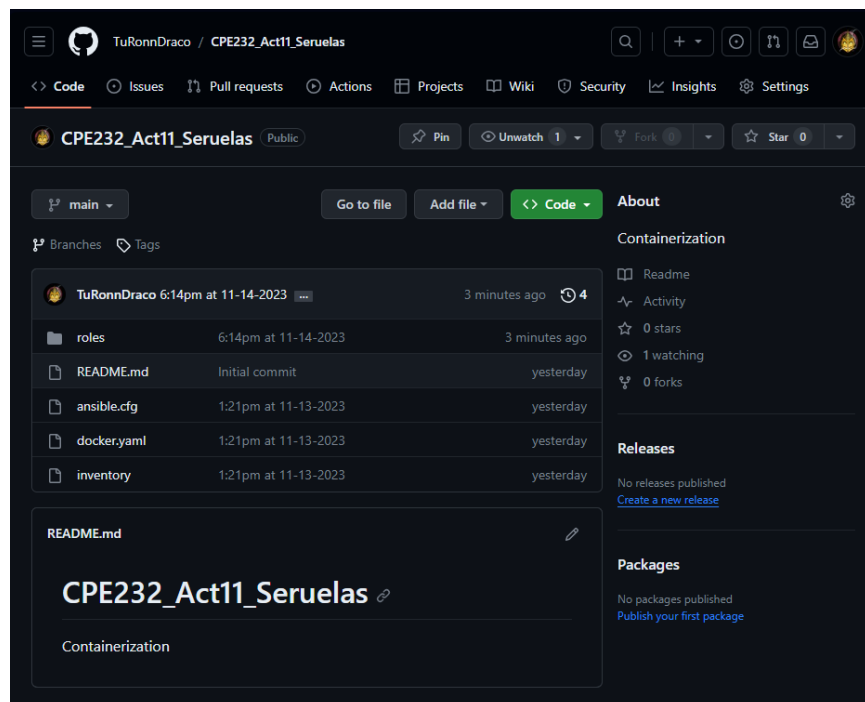 TuRonnDraco / CPE232_Act11_Seruelas
<> Code Issues Pull requests Actions Projects Wiki Security Insights Settings
CPE232_Act11_Seruelas Public Pin Unwatch 1 Fork 0 Star 0
main Go to file Add file <> Code
Branches Tags
TuRonnDraco 6:14pm at 11-14-2023 ... 3 minutes ago 4
roles 6:14pm at 11-14-2023 3 minutes ago
README.md Initial commit yesterday
ansible.cfg 1:21pm at 11-13-2023 yesterday
docker.yaml 1:21pm at 11-13-2023 yesterday
inventory 1:21pm at 11-13-2023 yesterday
README.md
CPE232_Act11_Seruelas
Containerization
About
Containerization
Readme
Activity
0 stars
1 watching
0 forks
Releases
No releases published
Create a new release
Packages
No packages published
Publish your first package